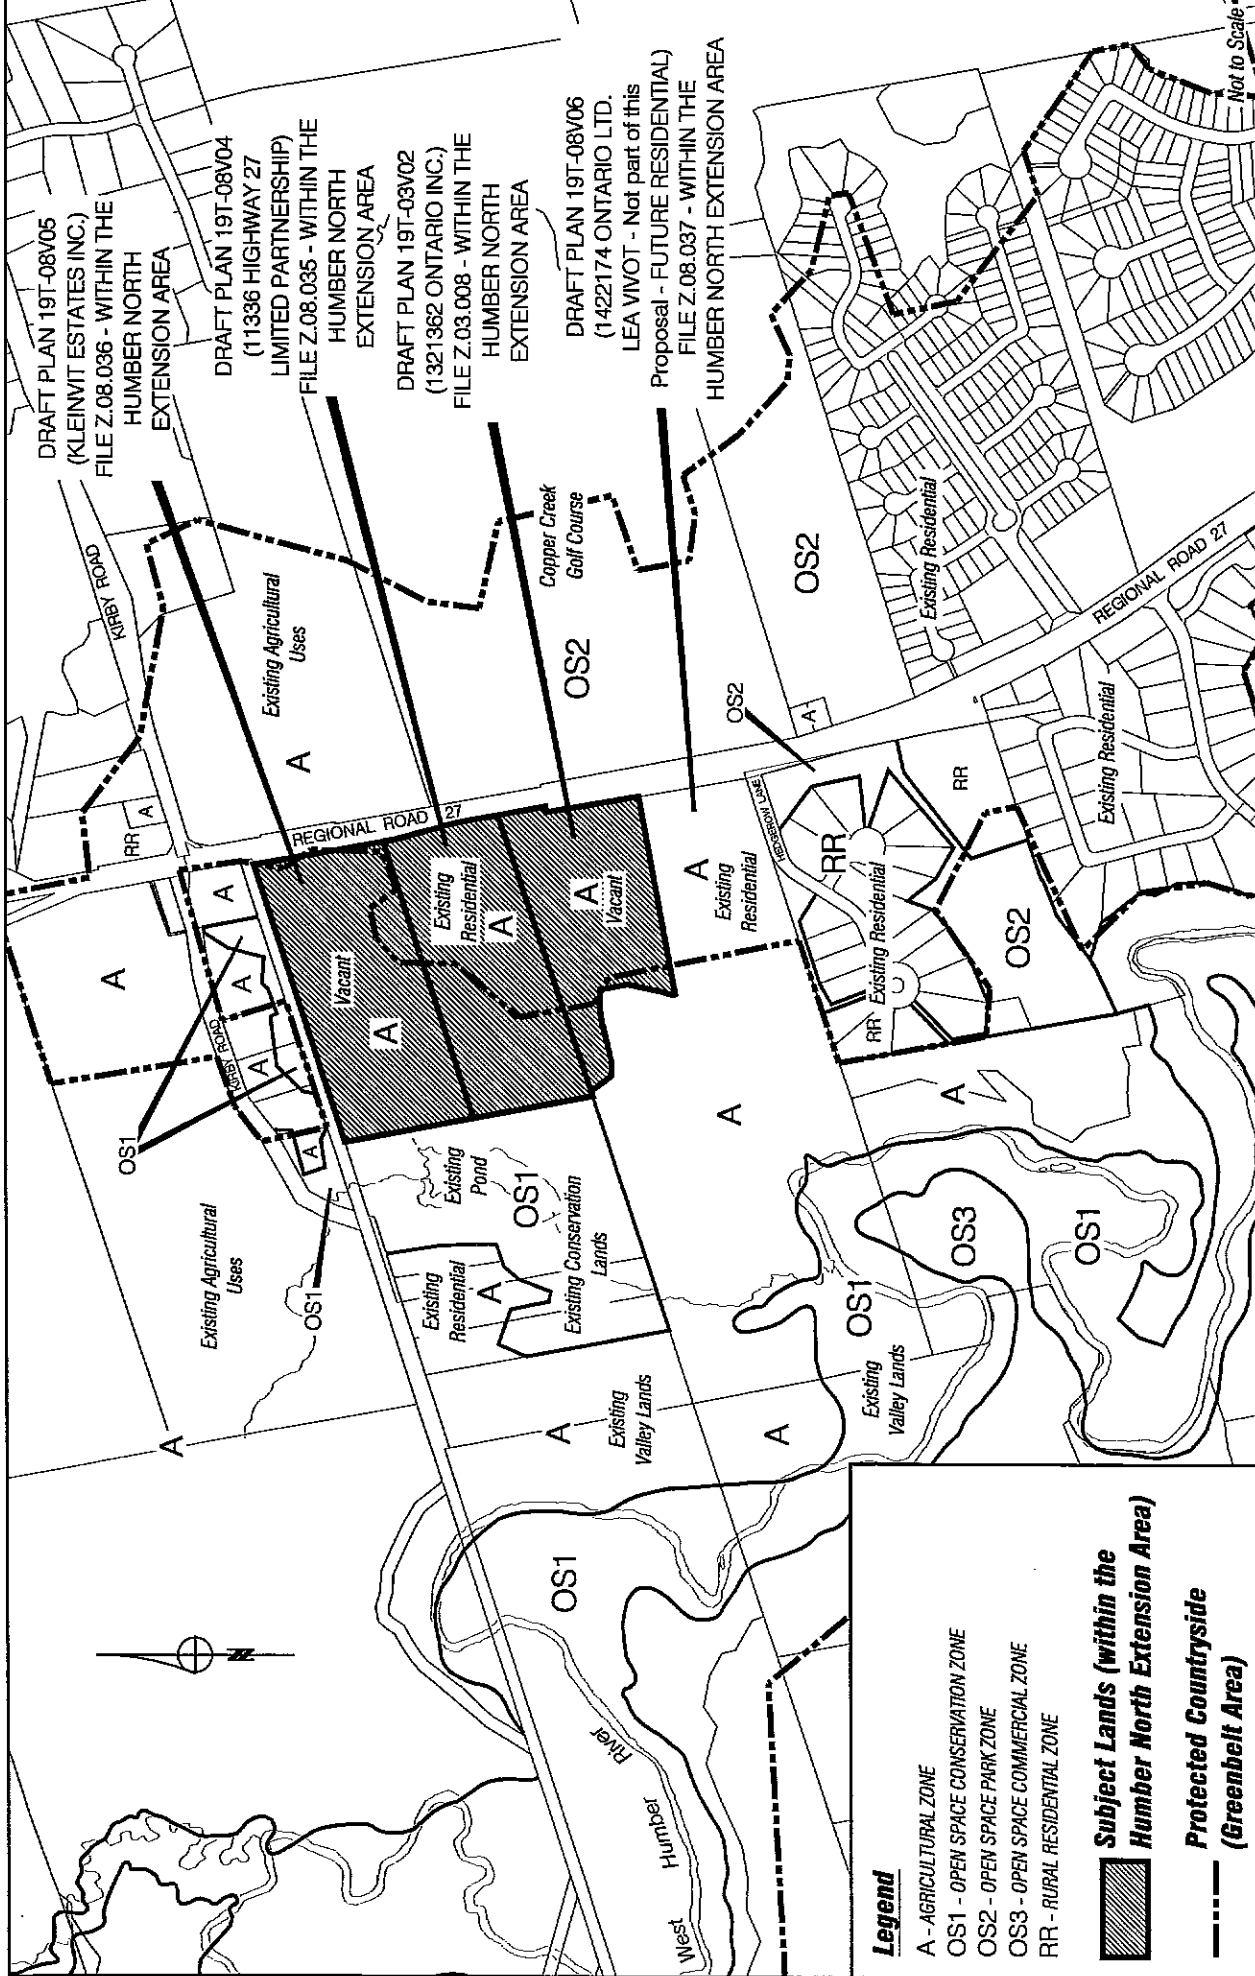 DRAFT PLAN 19T-08V05
(KLEINVIT ESTATES INC.)
FILE Z.08.036 - WITHIN THE
HUMBER NORTH
EXTENSION AREA
DRAFT PLAN 19T-08V04
(11336 HIGHWAY 27
LIMITED PARTNERSHIP)
FILE Z.08.035 - WITHIN THE
HUMBER NORTH
EXTENSION AREA
DRAFT PLAN 19T-03V02
(1321362 ONTARIO INC.)
FILE Z.03.008 - WITHIN THE
HUMBER NORTH
EXTENSION AREA
DRAFT PLAN 19T-08V06
(1422174 ONTARIO LTD.
LEA VIVOT - Not part of this
Proposal - FUTURE RESIDENTIAL)
FILE Z.08.037 - WITHIN THE
HUMBER NORTH EXTENSION AREA
Not to Scale
KIRBY ROAD
Existing Agricultural
Uses
A
Copper Creek
Golf Course
OS2
OS2
Existing Residential
REGIONAL ROAD 27
RR
A
REGIONAL ROAD 27
OS2
A
A
A
A
KIRBY ROAD
A
A
OS1
Vacant
A
Existing
Residential
A
A
Vacant
A
Existing
Residential
HEDGEROW LANE
RR
Existing Residential
RR
RR
OS2
Existing Residential
Existing Agricultural
Uses
OS1
A
Existing
Pond
OS1
Existing Conservation
Lands
Existing
Residential
A
A
A
OS3
OS1
OS1
Existing
Valley Lands
A
Existing
Valley Lands
A
OS1
West Humber River
N
Legend
A - AGRICULTURAL ZONE
OS1 - OPEN SPACE CONSERVATION ZONE
OS2 - OPEN SPACE PARK ZONE
OS3 - OPEN SPACE COMMERCIAL ZONE
RR - RURAL RESIDENTIAL ZONE
Subject Lands (within the
Humber North Extension Area)
Protected Countryside
(Greenbelt Area)